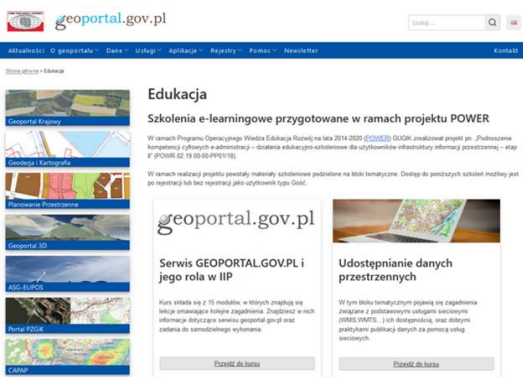 geoportal.gov.pl
Szukaj ...
Aktualności O geoportalu Dane Usługi Aplikacje Rejestry Pomoc Newsletter Kontakt
Strona główna > Edukacja
Geoportal Krajowy
Geodezja i Kartografia
Planowanie Przestrzenne
Geoportal 3D
ASG-EUPOS
Portal PZGiK
CAPAP
Edukacja
Szkolenia e-learningowe przygotowane w ramach projektu POWER
W ramach Programu Operacyjnego Wiedza Edukacja Rozwój na lata 2014-2020 (POWER) GUGIK zrealizował projekt pn. „Podnoszenie
kompetencji cyfrowych e-administracji – działania edukacyjno-szkoleniowe dla użytkowników infrastruktury informacji przestrzennej – etap
II" (POWR.02.19.00-00-PP01/18).
W ramach realizacji projektu powstały materiały szkoleniowe podzielone na bloki tematyczne. Dostęp do poniższych szkoleń możliwy jest
po rejestracji lub bez rejestracji jako użytkownik typu Gość.
geoportal.gov.pl
Serwis GEOPORTAL.GOV.PL i
jego rola w IIP
Kurs składa się z 15 modułów, w których znajdują się
lekcje omawiające kolejne zagadnienia. Znajdziesz w nich
informacje dotyczące serwisu geoportal.gov.pl oraz
zadania do samodzielnego wykonania.
Przejdź do kursu
Udostępnianie danych
przestrzennych
W tym bloku tematycznym pojawią się zagadnienia
związane z podstawowymi usługami sieciowymi
(WMS,WMTS…) ich dostępnością, oraz dobrymi
praktykami publikacji danych za pomocą usług
sieciowych.
Przejdź do kursu